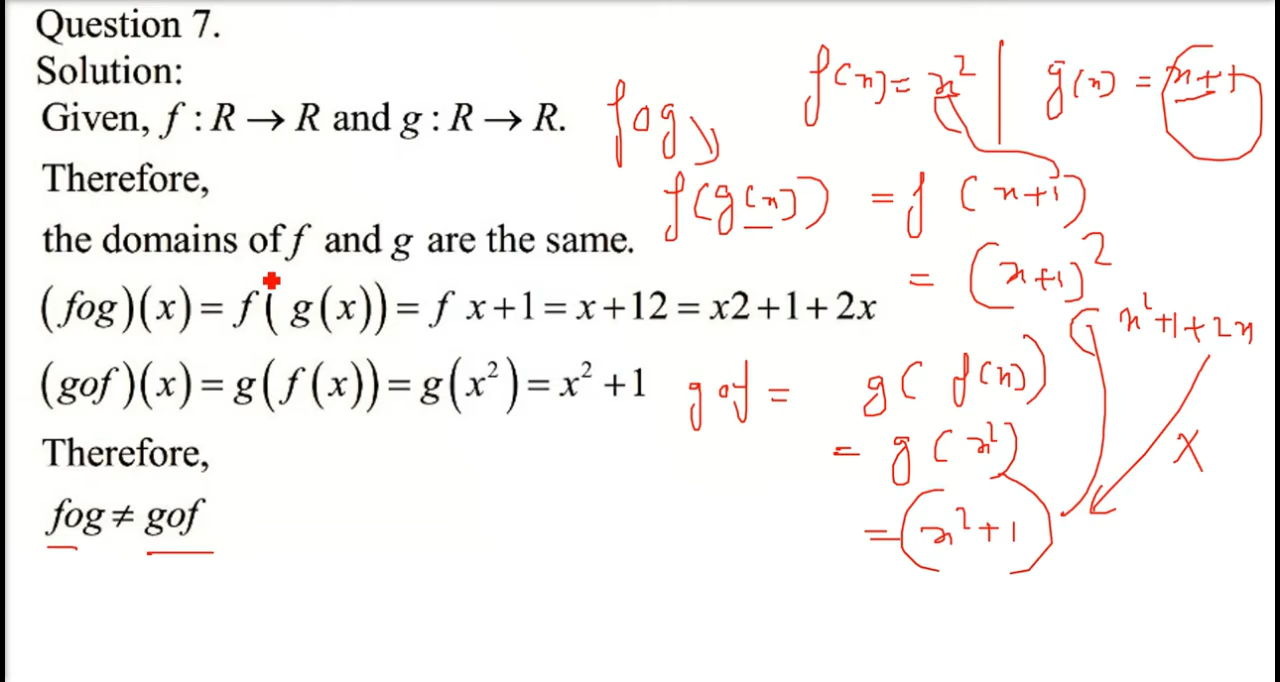 Question 7.
Solution:
Given, f : R → R and g : R → R.
Therefore,
the domains of f and g are the same.
(fog)(x) = f( g(x)) = f x+1 = x+12 = x2+1+2x
(gof)(x) = g(f(x)) = g(x²) = x² +1
Therefore,
fog ≠ gof
f(x) = x² | g(x) = x+1
fog
f(g(x)) = f (x+1)
= (x+1)²
x²+1+2x
gof = g( f(x))
= g (x²)
= (x²+1)
X